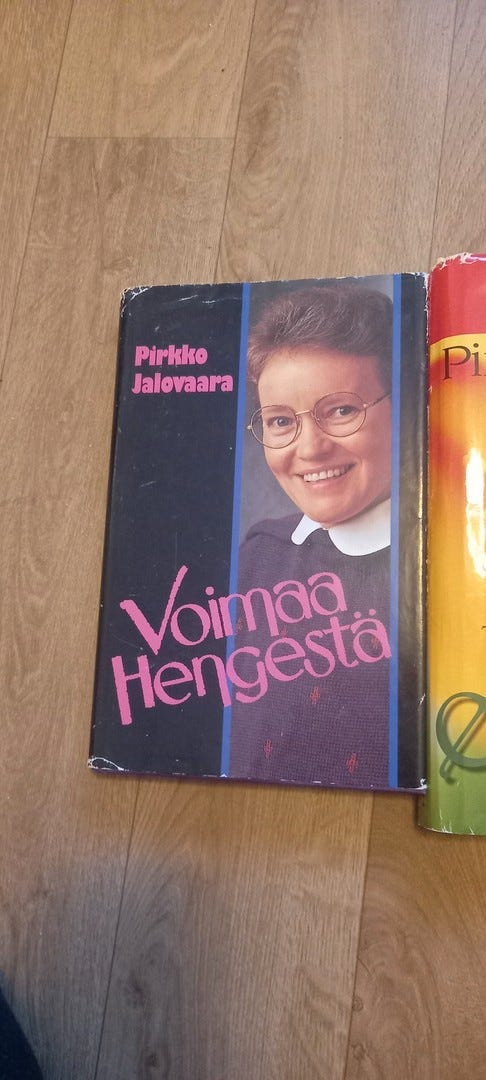 Pirkko
Jalovaara
Voimaa
Hengestä